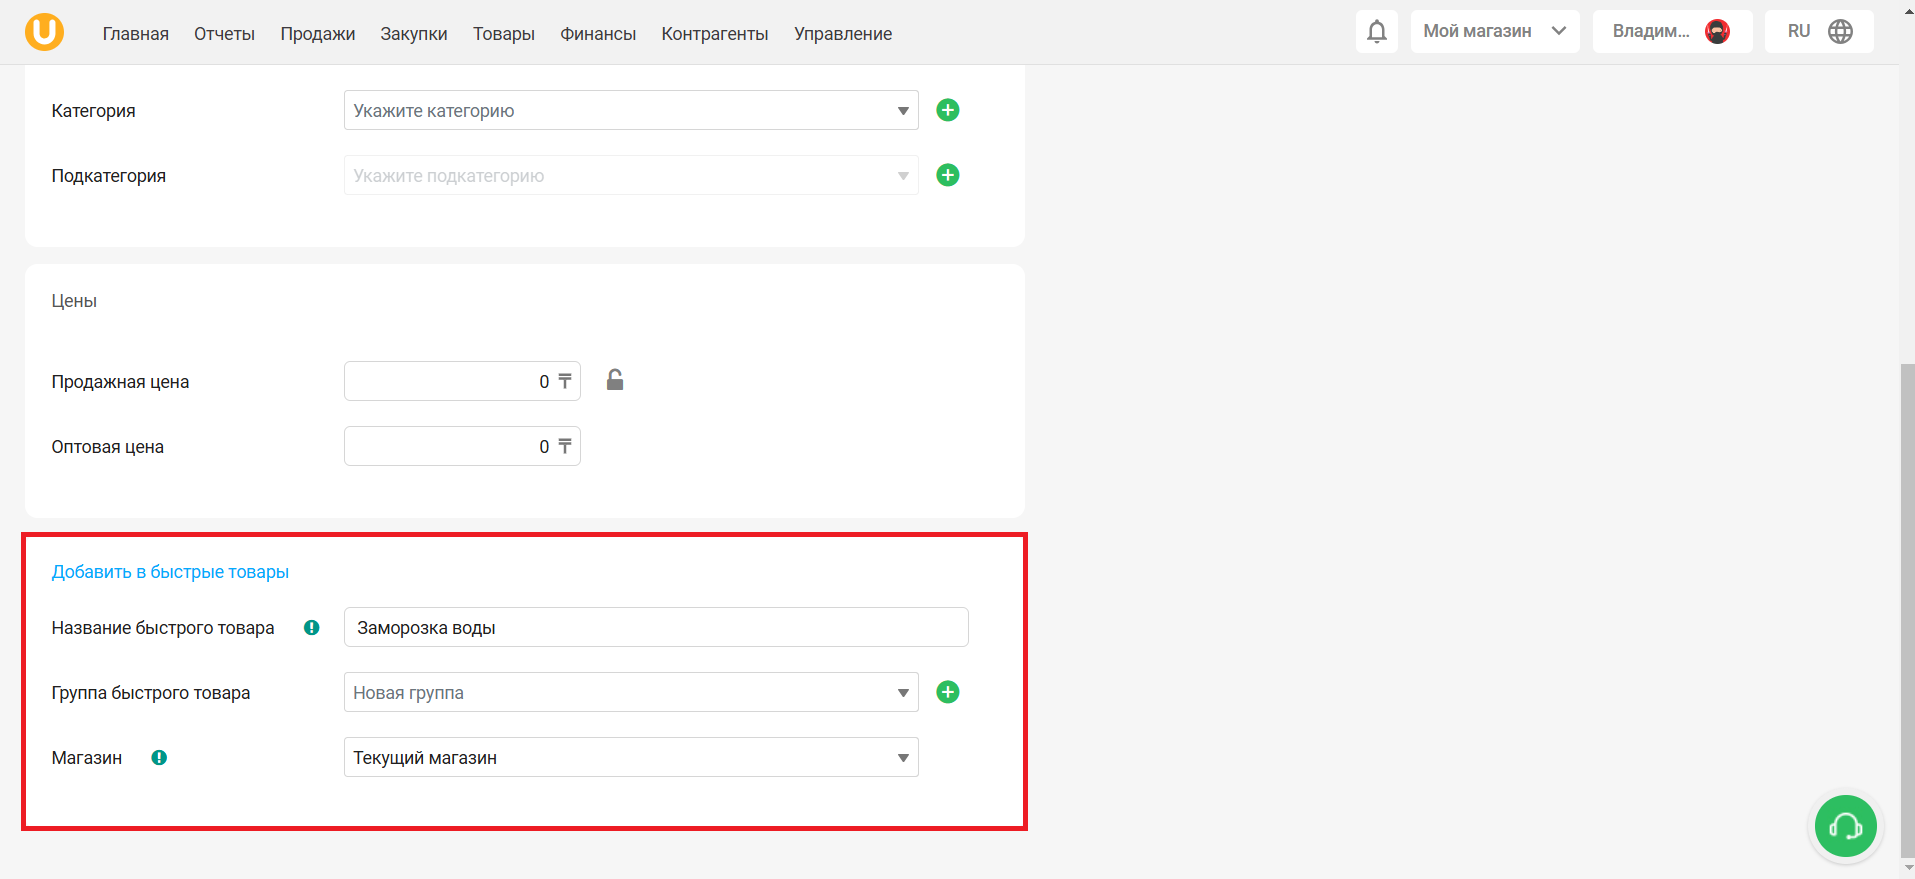 Главная Отчеты Продажи Закупки Товары Финансы Контрагенты Управление Мой магазин Владим... RU
Категория Укажите категорию
Подкатегория Укажите подкатегорию
Цены
Продажная цена 0 ₸
Оптовая цена 0 ₸
Добавить в быстрые товары
Название быстрого товара Заморозка воды
Группа быстрого товара Новая группа
Магазин Текущий магазин